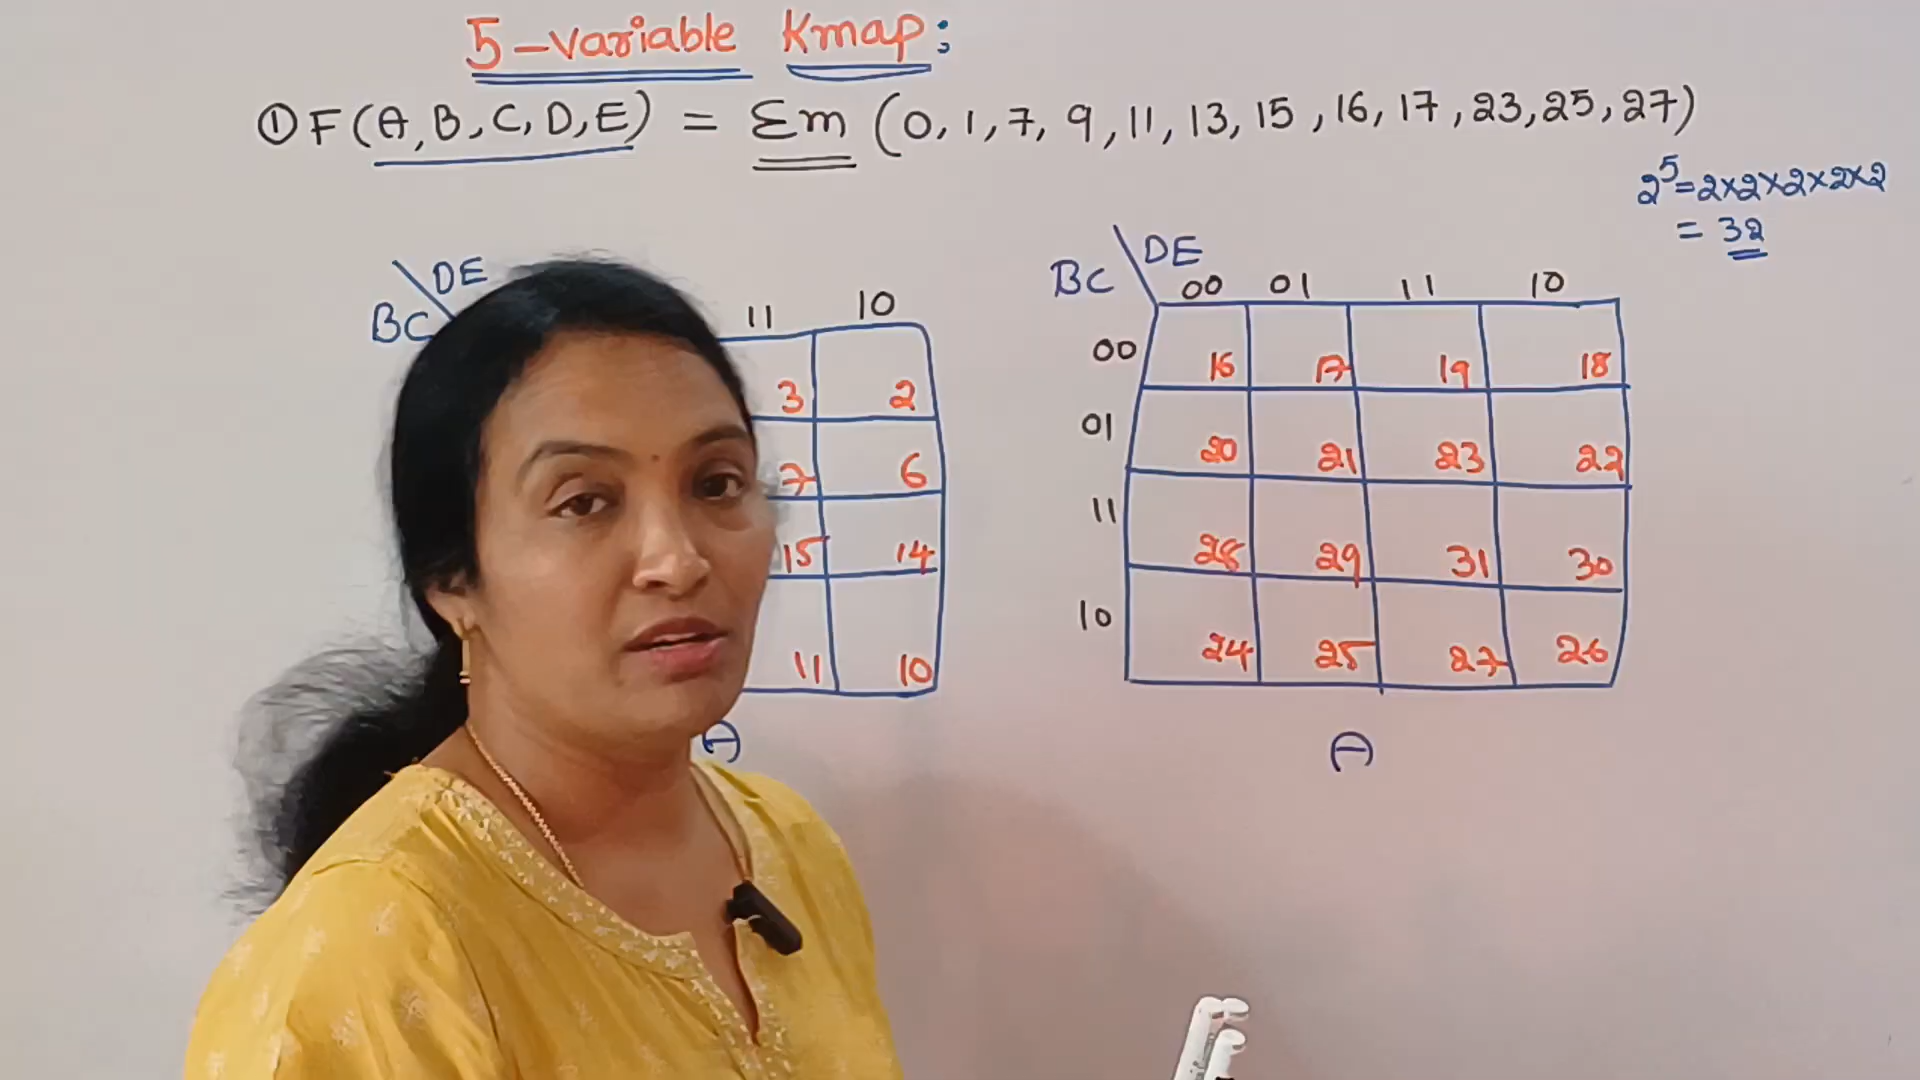 5-variable Kmap:
① F(A,B,C,D,E) = Σm (0, 1, 7, 9, 11, 13, 15, 16, 17, 23, 25, 27)
2⁵=2×2×2×2×2
= 32
DE
BC
11 10
3 2
7 6
15 14
11 10
A
DE
BC
00 01 11 10
00 16 17 19 18
01 20 21 23 22
11 28 29 31 30
10 24 25 27 26
A